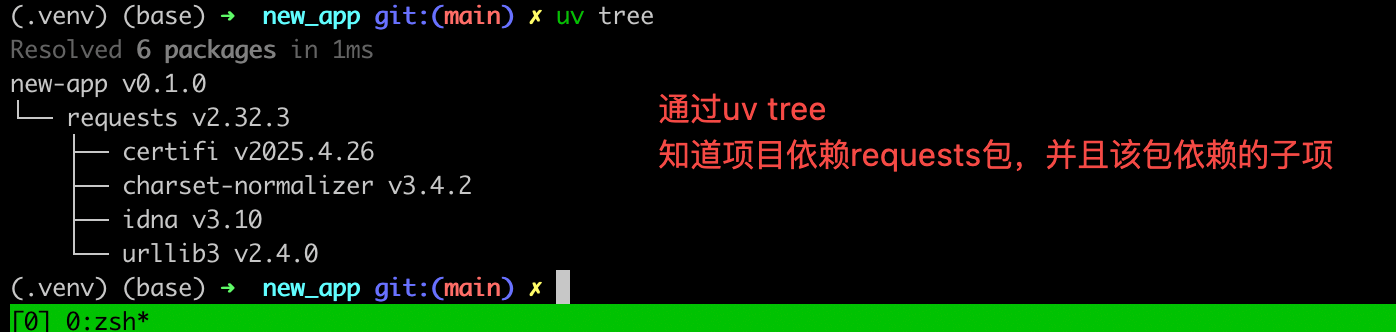 (.venv) (base) ➜ new_app git:(main) ✗ uv tree
Resolved 6 packages in 1ms
new-app v0.1.0
└── requests v2.32.3
    ├── certifi v2025.4.26
    ├── charset-normalizer v3.4.2
    ├── idna v3.10
    └── urllib3 v2.4.0
通过uv tree
知道项目依赖requests包，并且该包依赖的子项
(.venv) (base) ➜ new_app git:(main) ✗
[0] 0:zsh*